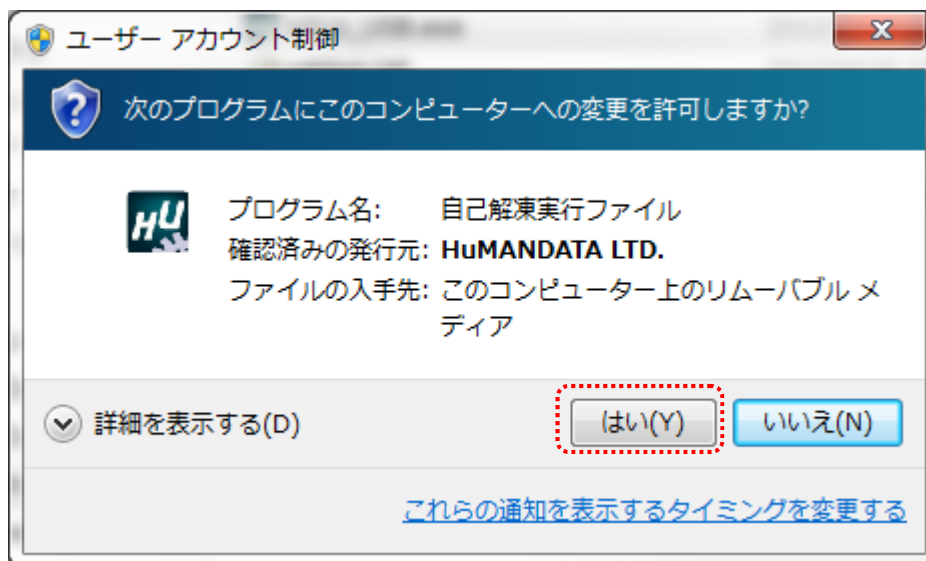 ユーザー アカウント制御
次のプログラムにこのコンピューターへの変更を許可しますか?
HU
プログラム名: 自己解凍実行ファイル
確認済みの発行元: HuMANDATA LTD.
ファイルの入手先: このコンピューター上のリムーバブル メ
ディア
詳細を表示する(D) はい(Y) いいえ(N)
これらの通知を表示するタイミングを変更する